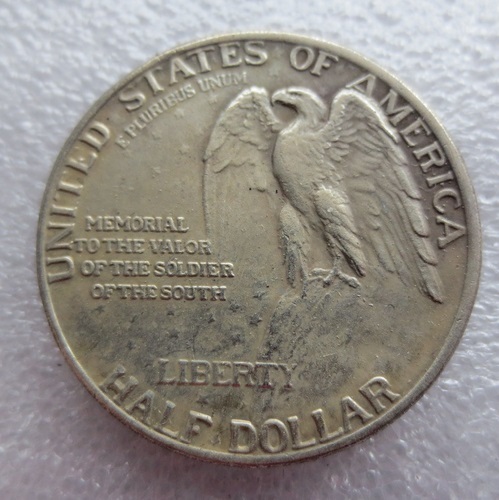 UNITED STATES OF AMERICA
E PLURIBUS UNUM
MEMORIAL
TO THE VALOR
OF THE SOLDIER
OF THE SOUTH
LIBERTY
HALF DOLLAR